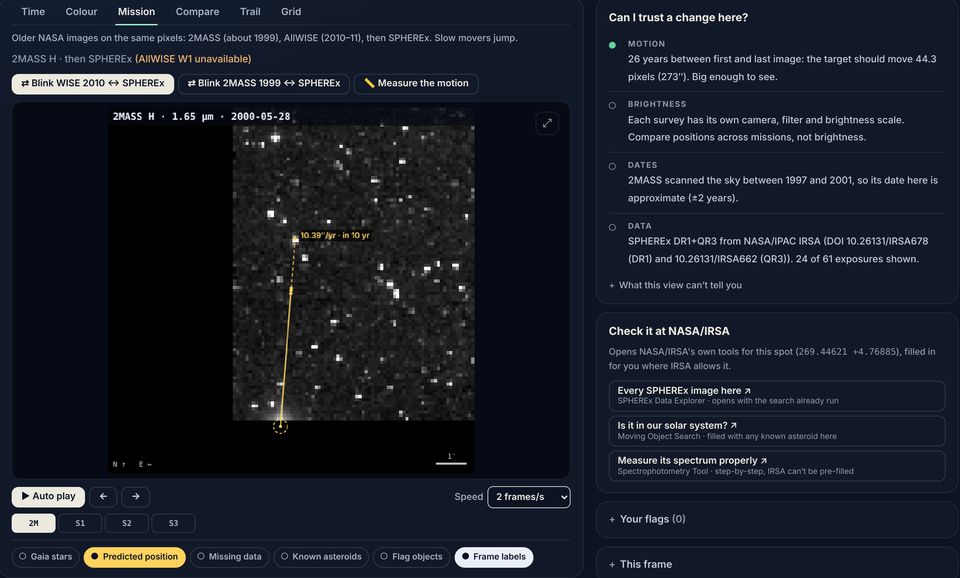 Time Colour Mission Compare Trail Grid
Older NASA images on the same pixels: 2MASS (about 1999), AllWISE (2010–11), then SPHEREx. Slow movers jump.
2MASS H · then SPHEREx (AllWISE W1 unavailable)
⇄ Blink WISE 2010 ↔ SPHEREx ⇄ Blink 2MASS 1999 ↔ SPHEREx 📏 Measure the motion
2MASS H · 1.65 µm · 2000-05-28
10.39″/yr · in 10 yr
N ↑ E ←
1′
▶ Auto play ← →
Speed 2 frames/s
2M S1 S2 S3
Gaia stars Predicted position Missing data Known asteroids Flag objects Frame labels
Can I trust a change here?
MOTION
26 years between first and last image: the target should move 44.3
pixels (273″). Big enough to see.
BRIGHTNESS
Each survey has its own camera, filter and brightness scale.
Compare positions across missions, not brightness.
DATES
2MASS scanned the sky between 1997 and 2001, so its date here is
approximate (±2 years).
DATA
SPHEREx DR1+QR3 from NASA/IPAC IRSA (DOI 10.26131/IRSA678
(DR1) and 10.26131/IRSA662 (QR3)). 24 of 61 exposures shown.
+ What this view can't tell you
Check it at NASA/IRSA
Opens NASA/IRSA's own tools for this spot (269.44621 +4.76885), filled in
for you where IRSA allows it.
Every SPHEREx image here ↗
SPHEREx Data Explorer · opens with the search already run
Is it in our solar system? ↗
Moving Object Search · filled with any known asteroid here
Measure its spectrum properly ↗
Spectrophotometry Tool · step-by-step, IRSA can't be pre-filled
+ Your flags (0)
+ This frame